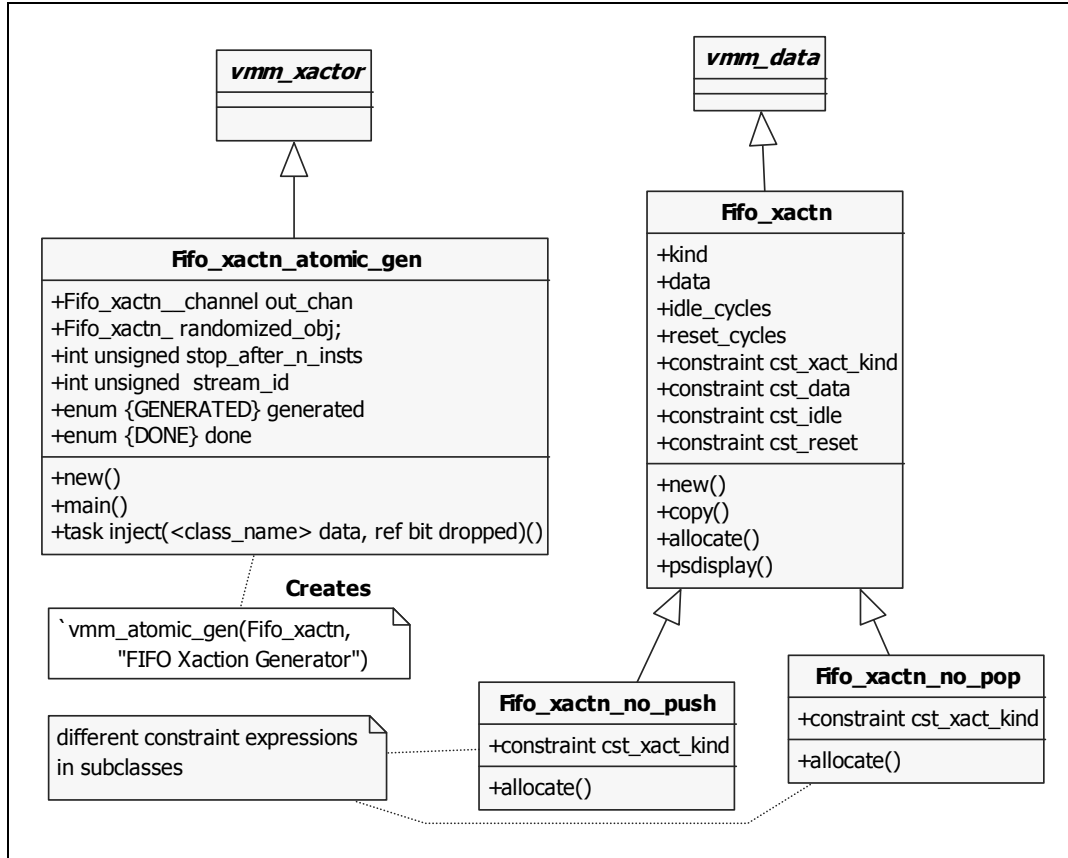 vmm_xactor
vmm_data
Fifo_xactn_atomic_gen
+Fifo_xactn__channel out_chan
+Fifo_xactn_ randomized_obj;
+int unsigned stop_after_n_insts
+int unsigned  stream_id
+enum {GENERATED} generated
+enum {DONE} done
+new()
+main()
+task inject(<class_name> data, ref bit dropped)()
Creates
`vmm_atomic_gen(Fifo_xactn,
"FIFO Xaction Generator")
different constraint expressions
in subclasses
Fifo_xactn
+kind
+data
+idle_cycles
+reset_cycles
+constraint cst_xact_kind
+constraint cst_data
+constraint cst_idle
+constraint cst_reset
+new()
+copy()
+allocate()
+psdisplay()
Fifo_xactn_no_push
+constraint cst_xact_kind
+allocate()
Fifo_xactn_no_pop
+constraint cst_xact_kind
+allocate()